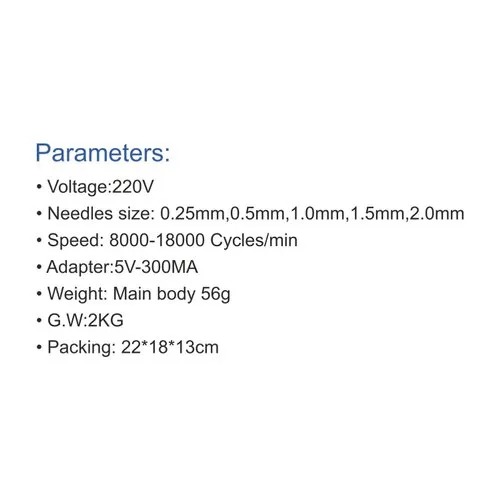 Parameters:
• Voltage:220V
• Needles size: 0.25mm,0.5mm,1.0mm,1.5mm,2.0mm
• Speed: 8000-18000 Cycles/min
• Adapter:5V-300MA
• Weight: Main body 56g
• G.W:2KG
• Packing: 22*18*13cm